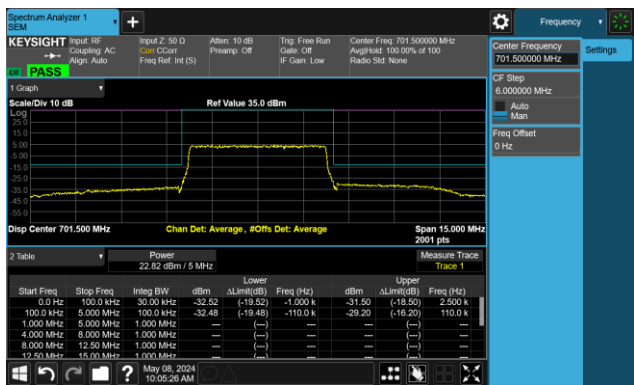 Spectrum Analyzer 1
SEM
+
Frequency
KEYSIGHT
Input: RF
Coupling: AC
Align: Auto
Input Z: 50 Ω
Corr CCorr
Freq Ref: Int (S)
Atten: 10 dB
Preamp: Off
Trig: Free Run
Gate: Off
IF Gain: Low
Center Freq: 701.500000 MHz
Avg|Hold: 100.00% of 100
Radio Std: None
LXI PASS
Center Frequency
701.500000 MHz
Settings
CF Step
6.000000 MHz
Auto
Man
Freq Offset
0 Hz
1 Graph
Scale/Div 10 dB
Ref Value 35.0 dBm
Log
25.0
15.0
5.00
-5.00
-15.0
-25.0
-35.0
-45.0
-55.0
Disp Center 701.500 MHz
Chan Det: Average, #Offs Det: Average
Span 15.000 MHz
2001 pts
2 Table
Power
22.82 dBm / 5 MHz
Measure Trace
Trace 1
Lower Upper
Start Freq Stop Freq Integ BW dBm ΔLimit(dB) Freq (Hz) dBm ΔLimit(dB) Freq (Hz)
0.0 Hz 100.0 kHz 30.00 kHz -32.52 (-19.52) -1.000 k -31.50 (-18.50) 2.500 k
100.0 kHz 5.000 MHz 100.0 kHz -32.48 (-19.48) -110.0 k -29.20 (-16.20) 110.0 k
1.000 MHz 5.000 MHz 1.000 MHz --- (---) --- --- (---) ---
4.000 MHz 8.000 MHz 1.000 MHz --- (---) --- --- (---) ---
8.000 MHz 12.50 MHz 1.000 MHz --- (---) --- --- (---) ---
12.50 MHz 15.00 MHz 1.000 MHz --- (---) --- --- (---) ---
?
May 08, 2024
10:05:26 AM